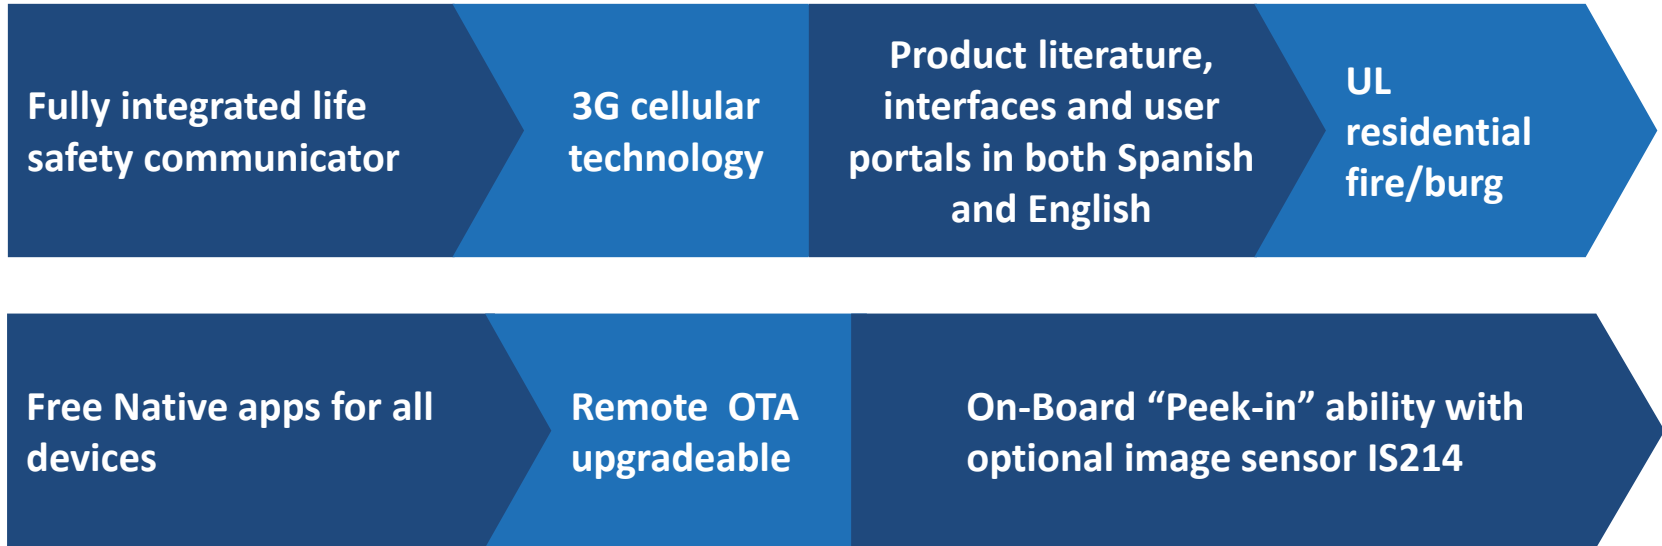 Fully integrated life
safety communicator
3G cellular
technology
Product literature,
interfaces and user
portals in both Spanish
and English
UL
residential
fire/burg
Free Native apps for all
devices
Remote  OTA
upgradeable
On-Board “Peek-in” ability with
optional image sensor IS214